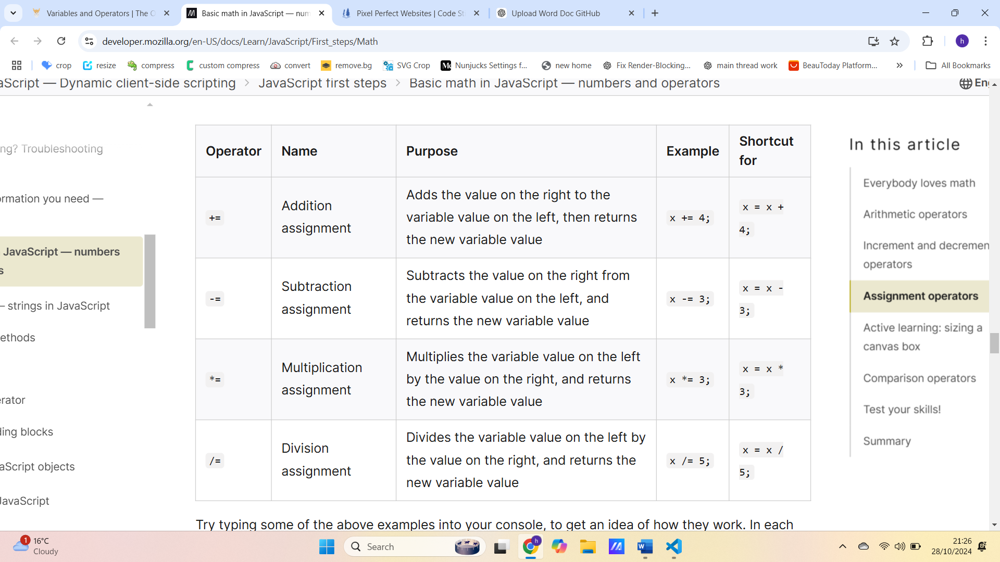 Variables and Operators | The O
Basic math in JavaScript — num
Pixel Perfect Websites | Code St
Upload Word Doc GitHub
developer.mozilla.org/en-US/docs/Learn/JavaScript/First_steps/Math
h
crop
resize
compress
custom compress
convert
remove.bg
SVG Crop
Nunjucks Settings f...
new home
Fix Render-Blocking...
main thread work
BeauToday Platform...
All Bookmarks
aScript — Dynamic client-side scripting > JavaScript first steps > Basic math in JavaScript — numbers and operators
Eng
ng? Troubleshooting
ormation you need —
JavaScript — numbers
s
– strings in JavaScript
ethods
erator
ding blocks
aScript objects
JavaScript
Operator Name Purpose Example Shortcut
for
+=
Addition
assignment
Adds the value on the right to the
variable value on the left, then returns
the new variable value
x += 4;
x = x +
4;
-=
Subtraction
assignment
Subtracts the value on the right from
the variable value on the left, and
returns the new variable value
x -= 3;
x = x -
3;
*=
Multiplication
assignment
Multiplies the variable value on the left
by the value on the right, and returns
the new variable value
x *= 3;
x = x *
3;
/=
Division
assignment
Divides the variable value on the left by
the value on the right, and returns the
new variable value
x /= 5;
x = x /
5;
Try typing some of the above examples into your console, to get an idea of how they work. In each
In this article
Everybody loves math
Arithmetic operators
Increment and decremen
operators
Assignment operators
Active learning: sizing a
canvas box
Comparison operators
Test your skills!
Summary
1
16°C
Cloudy
Search
h
21:26
28/10/2024